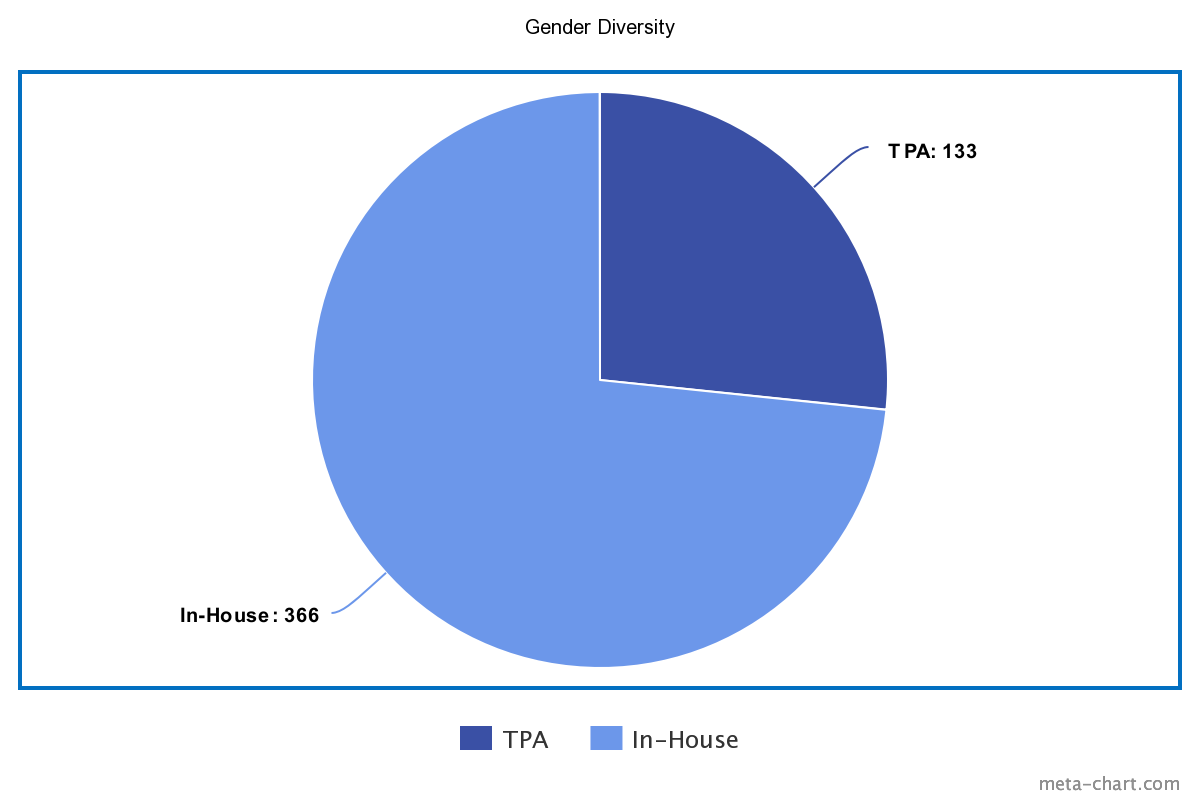 Gender Diversity
TPA: 133
In-House: 366
TPA
In-House
meta-chart.com